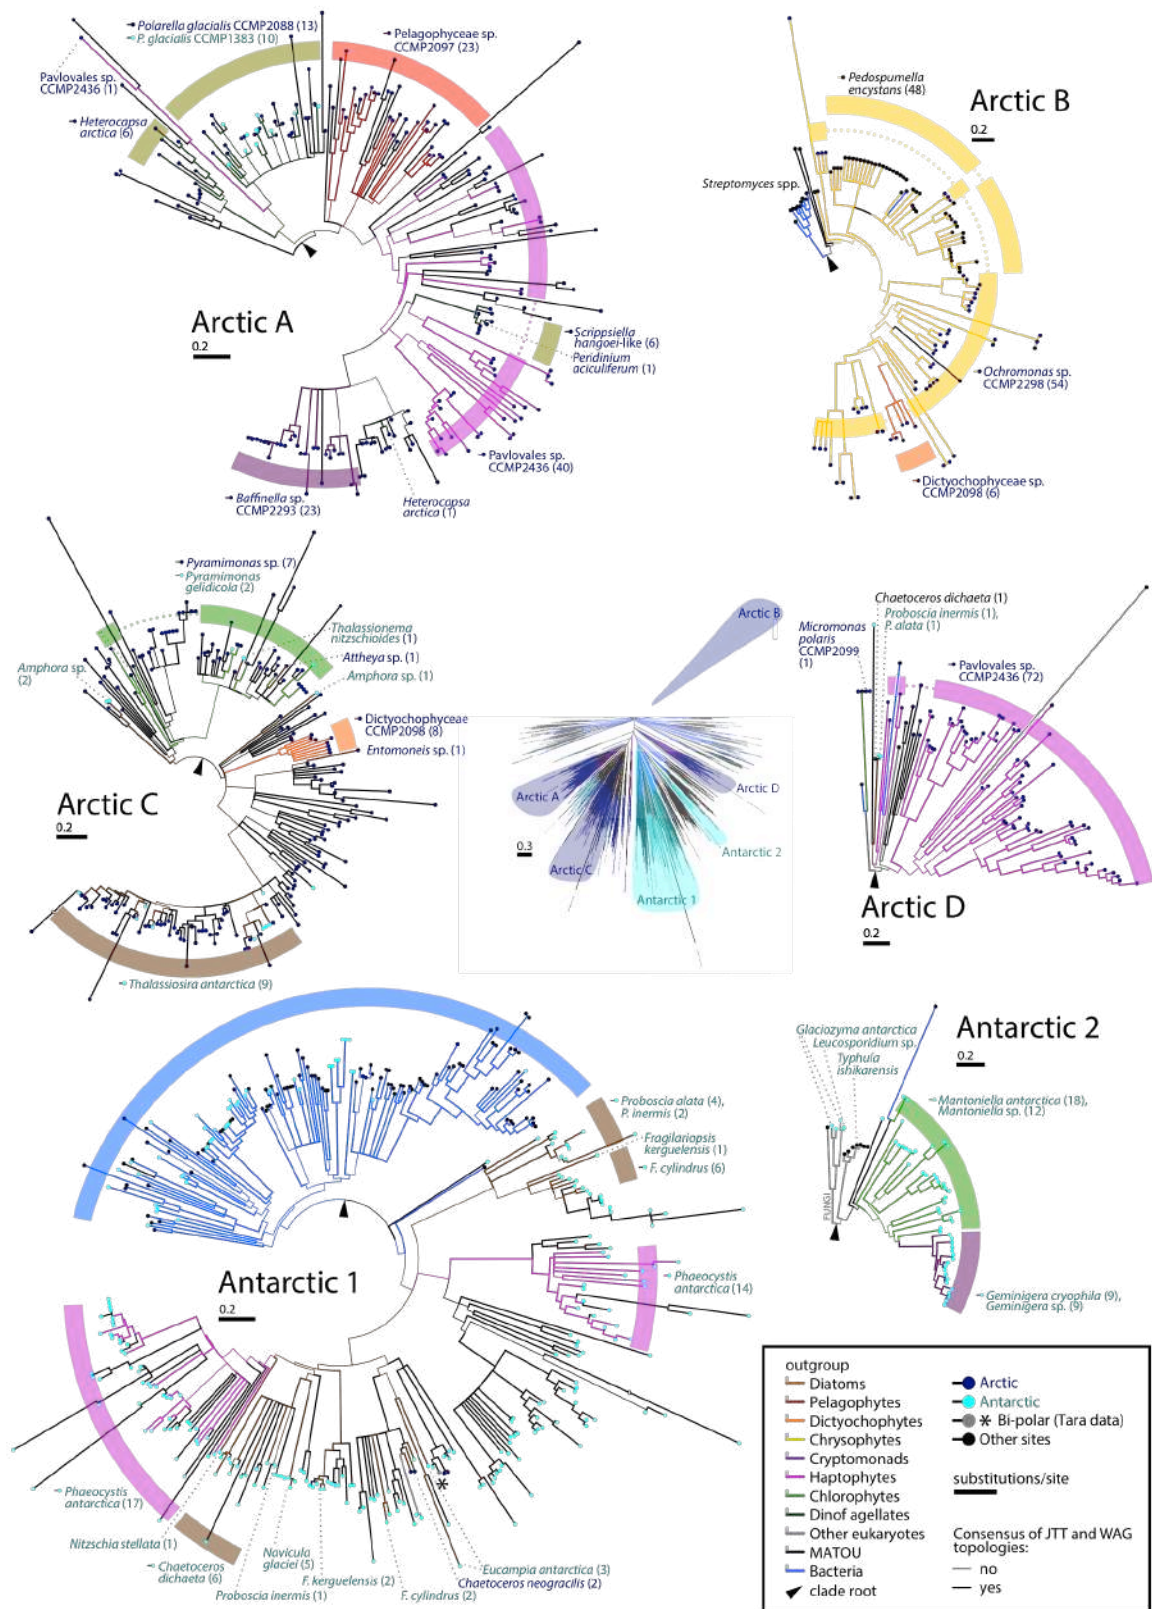 Polarella glacialis CCMP2088 (13)
P. glacialis CCMP1383 (10)
Pelagophyceae sp.
CCMP2097 (23)
Pavlovales sp.
CCMP2436 (1)
Heterocapsa
arctica (6)
Arctic A
0.2
Scrippsiella
hangoei-like (6)
Peridinium
aciculiferum (1)
Pavlovales sp.
CCMP2436 (40)
Baffinella sp.
CCMP2293 (23)
Heterocapsa
arctica (1)
Pedospumella
encystans (48)
Arctic B
0.2
Streptomyces spp.
Ochromonas sp.
CCMP2298 (54)
Dictyochophyceae sp.
CCMP2098 (6)
Pyramimonas sp. (7)
Pyramimonas
gelidicola (2)
Thalassionema
nitzschioides (1)
Attheya sp. (1)
Amphora sp. (1)
Amphora sp.
(2)
Dictyochophyceae
CCMP2098 (8)
Entomoneis sp. (1)
Arctic C
0.2
Thalassiosira antarctica (9)
Arctic B
Arctic A
Arctic D
Arctic C
Antarctic 2
Antarctic 1
0.3
Chaetoceros dichaeta (1)
Proboscia inermis (1),
P. alata (1)
Micromonas
polaris
CCMP2099
(1)
Pavlovales sp.
CCMP2436 (72)
Arctic D
0.2
Proboscia alata (4),
P. inermis (2)
Fragilariopsis
kerguelensis (1)
F. cylindrus (6)
Antarctic 1
0.2
Phaeocystis
antarctica (14)
Phaeocystis
antarctica (17)
Nitzschia stellata (1)
Chaetoceros
dichaeta (6)
Navicula
glaciei (5)
Proboscia inermis (1)
F. kerguelensis (2)
F. cylindrus (2)
Eucampia antarctica (3)
Chaetoceros neogracilis (2)
*
Glaciozyma antarctica
Leucosporidium sp.
Typhula
ishikarensis
Antarctic 2
0.2
Mantoniella antarctica (18),
Mantoniella sp. (12)
FUNGI
Geminigera cryophila (9),
Geminigera sp. (9)
outgroup
Diatoms
Pelagophytes
Dictyochophytes
Chrysophytes
Cryptomonads
Haptophytes
Chlorophytes
Dinof agellates
Other eukaryotes
MATOU
Bacteria
clade root
Arctic
Antarctic
* Bi-polar (Tara data)
Other sites
substitutions/site
Consensus of JTT and WAG
topologies:
no
yes